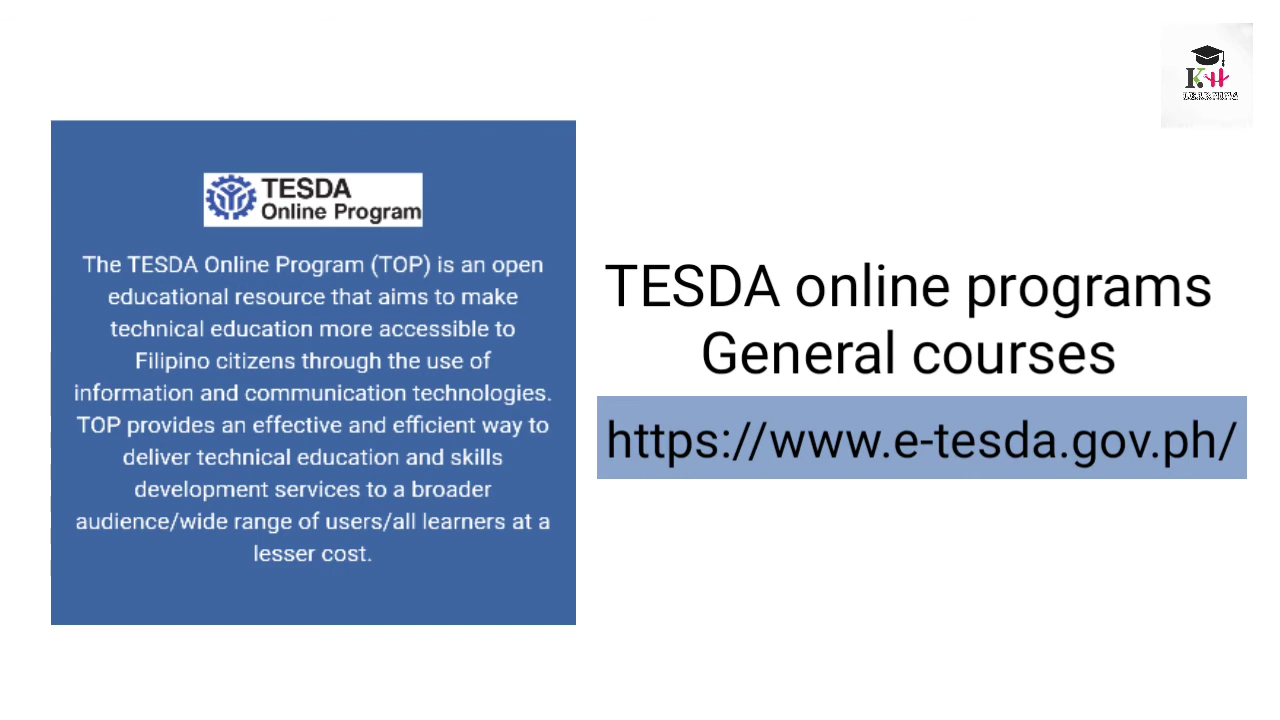 TESDA
Online Program
The TESDA Online Program (TOP) is an open
educational resource that aims to make
technical education more accessible to
Filipino citizens through the use of
information and communication technologies.
TOP provides an effective and efficient way to
deliver technical education and skills
development services to a broader
audience/wide range of users/all learners at a
lesser cost.
TESDA online programs
General courses
https://www.e-tesda.gov.ph/
KH
LEARNING